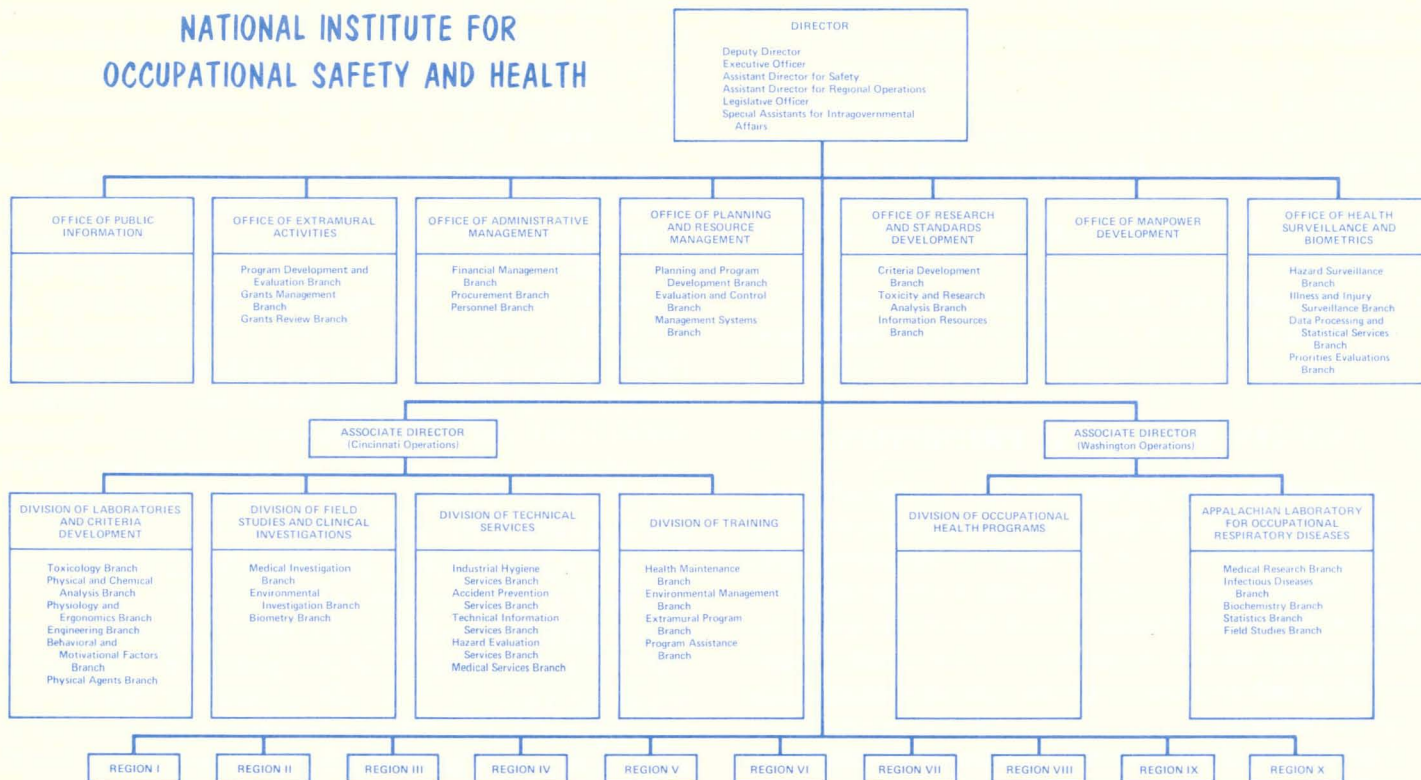 NATIONAL INSTITUTE FOR
OCCUPATIONAL SAFETY AND HEALTH
DIRECTOR
Deputy Director
Executive Officer
Assistant Director for Safety
Assistant Director for Regional Operations
Legislative Officer
Special Assistants for Intragovernmental
Affairs
OFFICE OF PUBLIC
INFORMATION
OFFICE OF EXTRAMURAL
ACTIVITIES
Program Development and
Evaluation Branch
Grants Management
Branch
Grants Review Branch
OFFICE OF ADMINISTRATIVE
MANAGEMENT
Financial Management
Branch
Procurement Branch
Personnel Branch
OFFICE OF PLANNING
AND RESOURCE
MANAGEMENT
Planning and Program
Development Branch
Evaluation and Control
Branch
Management Systems
Branch
OFFICE OF RESEARCH
AND STANDARDS
DEVELOPMENT
Criteria Development
Branch
Toxicity and Research
Analysis Branch
Information Resources
Branch
OFFICE OF MANPOWER
DEVELOPMENT
OFFICE OF HEALTH
SURVEILLANCE AND
BIOMETRICS
Hazard Surveillance
Branch
Illness and Injury
Surveillance Branch
Data Processing and
Statistical Services
Branch
Priorities Evaluations
Branch
ASSOCIATE DIRECTOR
(Cincinnati Operations)
ASSOCIATE DIRECTOR
(Washington Operations)
DIVISION OF LABORATORIES
AND CRITERIA
DEVELOPMENT
Toxicology Branch
Physical and Chemical
Analysis Branch
Physiology and
Ergonomics Branch
Engineering Branch
Behavioral and
Motivational Factors
Branch
Physical Agents Branch
DIVISION OF FIELD
STUDIES AND CLINICAL
INVESTIGATIONS
Medical Investigation
Branch
Environmental
Investigation Branch
Biometry Branch
DIVISION OF TECHNICAL
SERVICES
Industrial Hygiene
Services Branch
Accident Prevention
Services Branch
Technical Information
Services Branch
Hazard Evaluation
Services Branch
Medical Services Branch
DIVISION OF TRAINING
Health Maintenance
Branch
Environmental Management
Branch
Extramural Program
Branch
Program Assistance
Branch
DIVISION OF OCCUPATIONAL
HEALTH PROGRAMS
APPALACHIAN LABORATORY
FOR OCCUPATIONAL
RESPIRATORY DISEASES
Medical Research Branch
Infectious Diseases
Branch
Biochemistry Branch
Statistics Branch
Field Studies Branch
REGION I
REGION II
REGION III
REGION IV
REGION V
REGION VI
REGION VII
REGION VIII
REGION IX
REGION X